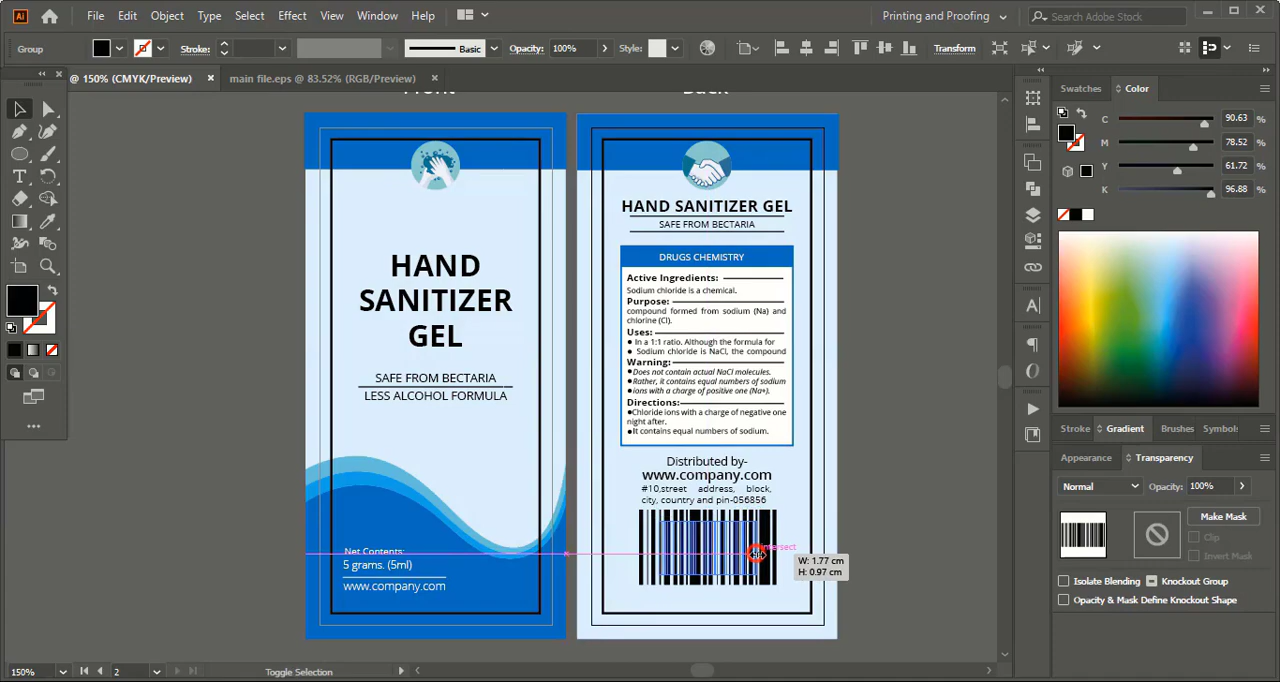 Ai File Edit Object Type Select Effect View Window Help Printing and Proofing Search Adobe Stock
Group Stroke: Basic Opacity: 100% Style: Transform
@ 150% (CMYK/Preview) × main file.eps @ 83.52% (RGB/Preview) ×
Front
Back
HAND
SANITIZER
GEL
SAFE FROM BECTARIA
LESS ALCOHOL FORMULA
Net Contents:
5 grams. (5ml)
www.company.com
HAND SANITIZER GEL
SAFE FROM BECTARIA
DRUGS CHEMISTRY
Active Ingredients:
Sodium chloride is a chemical.
Purpose:
compound formed from sodium (Na) and
chlorine (Cl).
Uses:
● In a 1:1 ratio. Although the formula for
● Sodium chloride is NaCl, the compound
Warning:
●Does not contain actual NaCl molecules.
●Rather, it contains equal numbers of sodium
●ions with a charge of positive one (Na+).
Directions:
●Chloride ions with a charge of negative one
night after.
●It contains equal numbers of sodium.
Distributed by-
www.company.com
#10,street address, block,
city, country and pin-056856
intersect
W: 1.77 cm
H: 0.97 cm
Swatches Color
C 90.63 %
M 78.52 %
Y 61.72 %
K 96.88 %
Stroke Gradient Brushes Symbols
Appearance Transparency
Normal Opacity: 100%
Make Mask
Clip
Invert Mask
Isolate Blending Knockout Group
Opacity & Mask Define Knockout Shape
150% 2 Toggle Selection